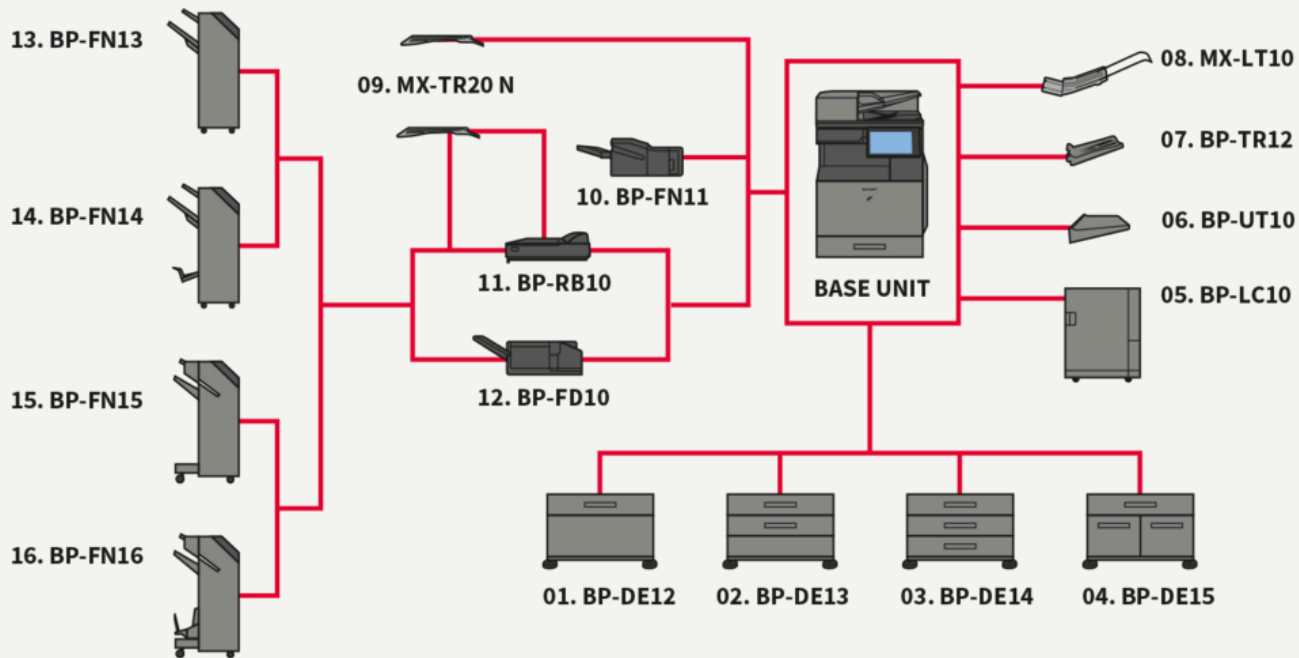 13. BP-FN13
14. BP-FN14
15. BP-FN15
16. BP-FN16
09. MX-TR20 N
10. BP-FN11
11. BP-RB10
12. BP-FD10
BASE UNIT
08. MX-LT10
07. BP-TR12
06. BP-UT10
05. BP-LC10
01. BP-DE12
02. BP-DE13
03. BP-DE14
04. BP-DE15